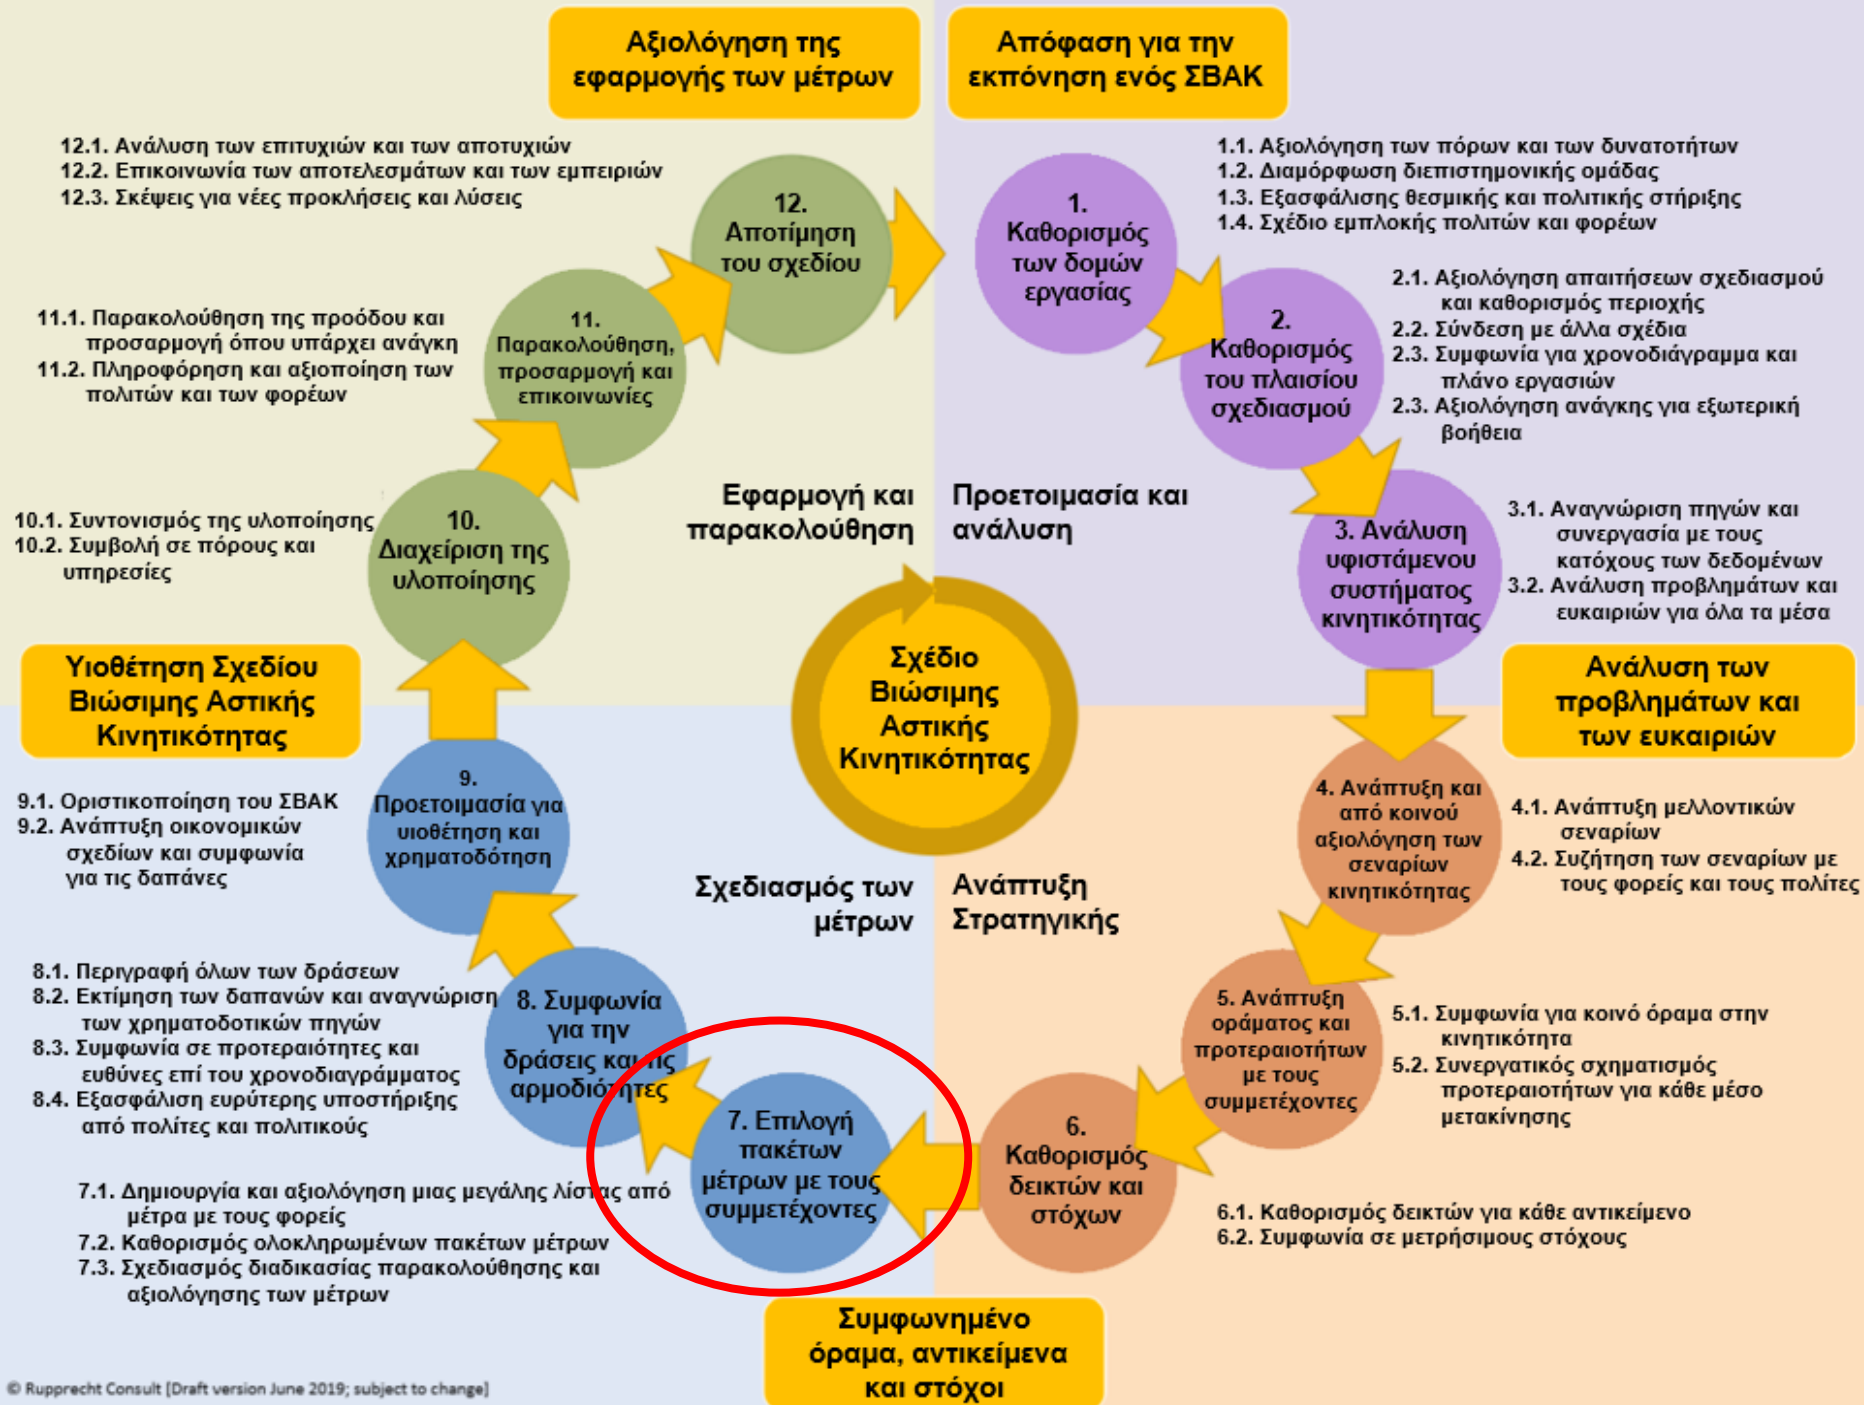 Αξιολόγηση της
εφαρμογής των μέτρων
Απόφαση για την
εκπόνηση ενός ΣΒΑΚ
12.1. Ανάλυση των επιτυχιών και των αποτυχιών
12.2. Επικοινωνία των αποτελεσμάτων και των εμπειριών
12.3. Σκέψεις για νέες προκλήσεις και λύσεις
12.
Αποτίμηση
του σχεδίου
1.
Καθορισμός
των δομών
εργασίας
1.1. Αξιολόγηση των πόρων και των δυνατοτήτων
1.2. Διαμόρφωση διεπιστημονικής ομάδας
1.3. Εξασφάλισης θεσμικής και πολιτικής στήριξης
1.4. Σχέδιο εμπλοκής πολιτών και φορέων
11.1. Παρακολούθηση της προόδου και
προσαρμογή όπου υπάρχει ανάγκη
11.2. Πληροφόρηση και αξιοποίηση των
πολιτών και των φορέων
11.
Παρακολούθηση,
προσαρμογή και
επικοινωνίες
2.
Καθορισμός
του πλαισίου
σχεδιασμού
2.1. Αξιολόγηση απαιτήσεων σχεδιασμού
και καθορισμός περιοχής
2.2. Σύνδεση με άλλα σχέδια
2.3. Συμφωνία για χρονοδιάγραμμα και
πλάνο εργασιών
2.3. Αξιολόγηση ανάγκης για εξωτερική
βοήθεια
Εφαρμογή και
παρακολούθηση
Προετοιμασία και
ανάλυση
10.1. Συντονισμός της υλοποίησης
10.2. Συμβολή σε πόρους και
υπηρεσίες
10.
Διαχείριση της
υλοποίησης
3. Ανάλυση
υφιστάμενου
συστήματος
κινητικότητας
3.1. Αναγνώριση πηγών και
συνεργασία με τους
κατόχους των δεδομένων
3.2. Ανάλυση προβλημάτων και
ευκαιριών για όλα τα μέσα
Υιοθέτηση Σχεδίου
Βιώσιμης Αστικής
Κινητικότητας
Σχέδιο
Βιώσιμης
Αστικής
Κινητικότητας
Ανάλυση των
προβλημάτων και
των ευκαιριών
9.1. Οριστικοποίηση του ΣΒΑΚ
9.2. Ανάπτυξη οικονομικών
σχεδίων και συμφωνία
για τις δαπάνες
9.
Προετοιμασία για
υιοθέτηση και
χρηματοδότηση
4. Ανάπτυξη και
από κοινού
αξιολόγηση των
σεναρίων
κινητικότητας
4.1. Ανάπτυξη μελλοντικών
σεναρίων
4.2. Συζήτηση των σεναρίων με
τους φορείς και τους πολίτες
Σχεδιασμός των
μέτρων
Ανάπτυξη
Στρατηγικής
8.1. Περιγραφή όλων των δράσεων
8.2. Εκτίμηση των δαπανών και αναγνώριση
των χρηματοδοτικών πηγών
8.3. Συμφωνία σε προτεραιότητες και
ευθύνες επί του χρονοδιαγράμματος
8.4. Εξασφάλιση ευρύτερης υποστήριξης
από πολίτες και πολιτικούς
8. Συμφωνία
για την
δράσεις και τις
αρμοδιότητες
5. Ανάπτυξη
οράματος και
προτεραιοτήτων
με τους
συμμετέχοντες
5.1. Συμφωνία για κοινό όραμα στην
κινητικότητα
5.2. Συνεργατικός σχηματισμός
προτεραιοτήτων για κάθε μέσο
μετακίνησης
7. Επιλογή
πακέτων
μέτρων με τους
συμμετέχοντες
6.
Καθορισμός
δεικτών και
στόχων
7.1. Δημιουργία και αξιολόγηση μιας μεγάλης λίστας από
μέτρα με τους φορείς
7.2. Καθορισμός ολοκληρωμένων πακέτων μέτρων
7.3. Σχεδιασμός διαδικασίας παρακολούθησης και
αξιολόγησης των μέτρων
6.1. Καθορισμός δεικτών για κάθε αντικείμενο
6.2. Συμφωνία σε μετρήσιμους στόχους
Συμφωνημένο
όραμα, αντικείμενα
και στόχοι
© Rupprecht Consult [Draft version June 2019; subject to change]